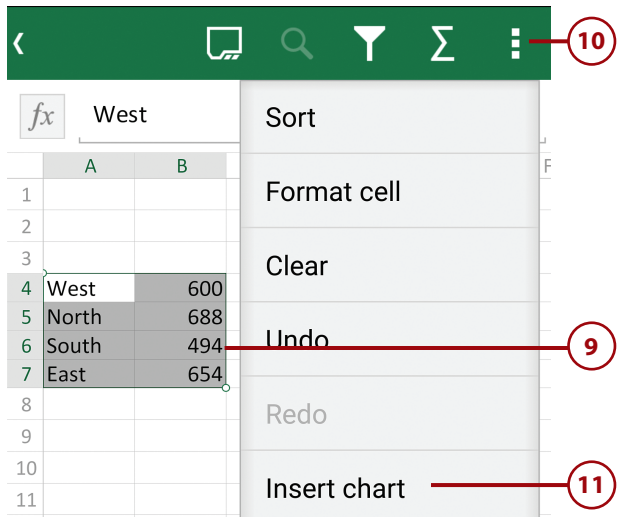 10
fx West
Sort
A B F
1
Format cell
2
3
Clear
4 West 600
5 North 688
Undo
6 South 494
9
7 East 654
8
Redo
9
10
Insert chart
11
11